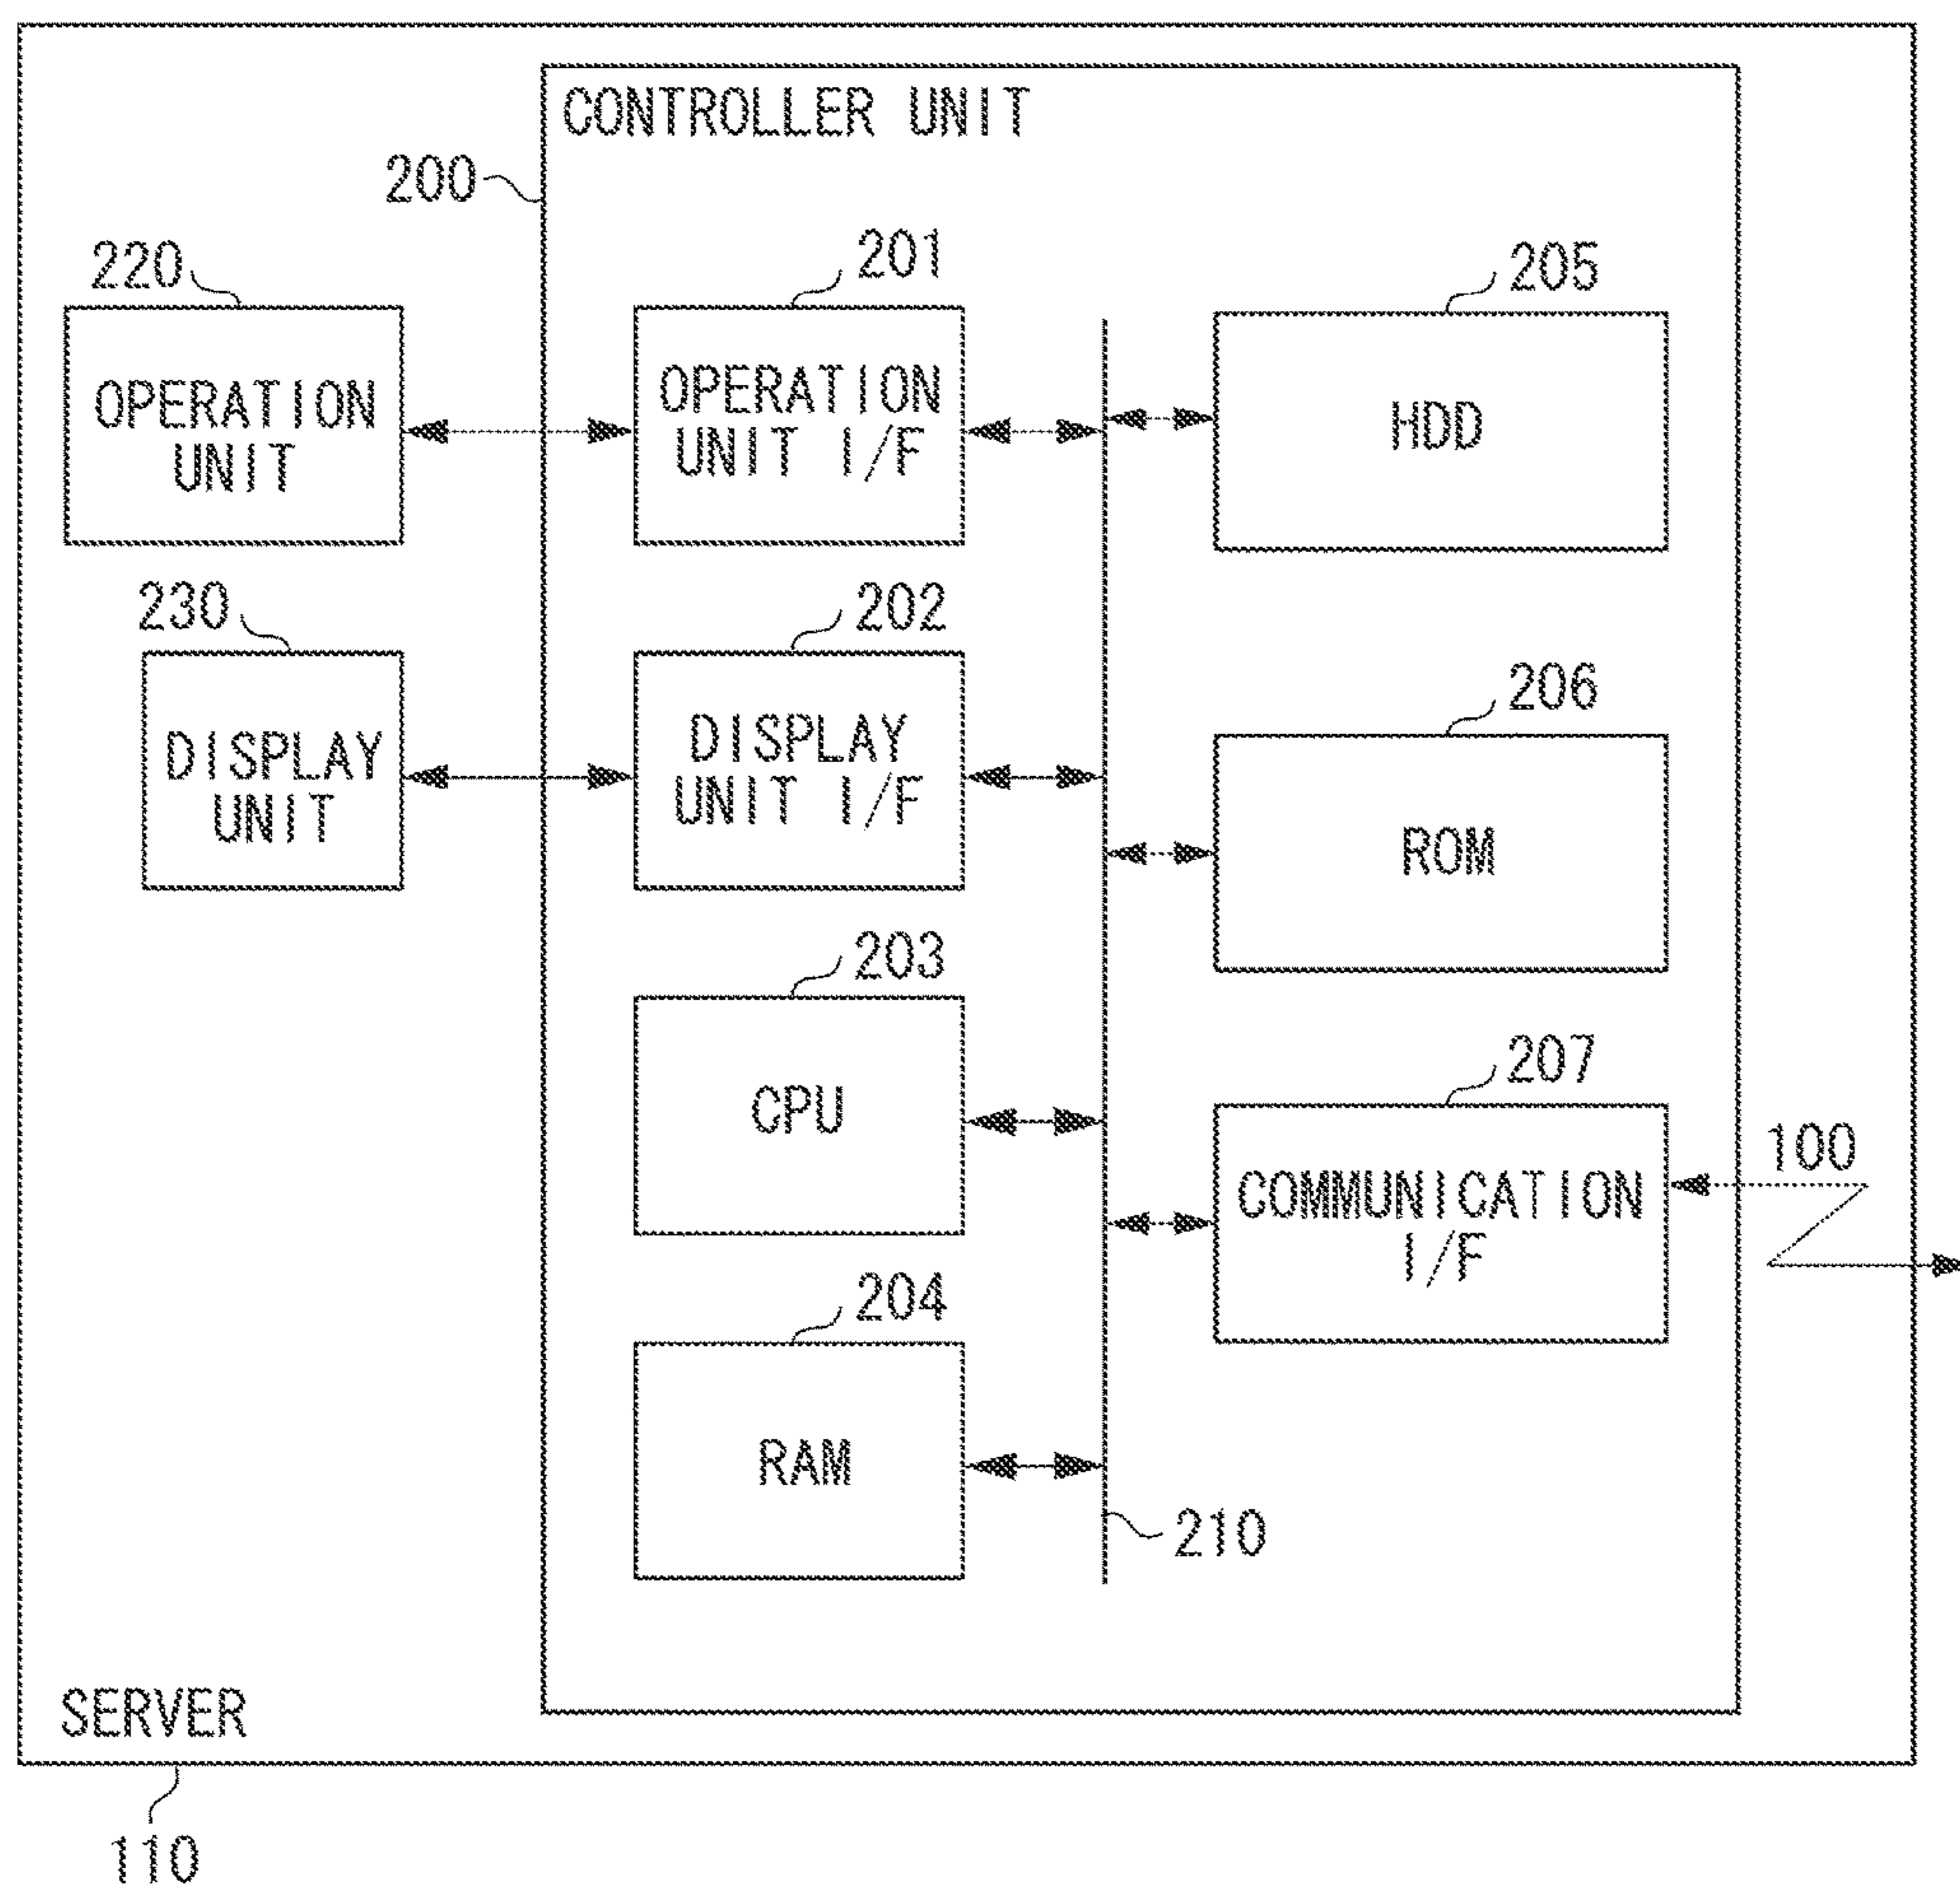 CONTROLLER UNIT
200
220
201
205
OPERATION
UNIT
OPERATION
UNIT I/F
HDD
230
202
206
DISPLAY
UNIT
DISPLAY
UNIT I/F
ROM
203
207
CPU
100
COMMUNICATION
I/F
204
RAM
210
SERVER
110